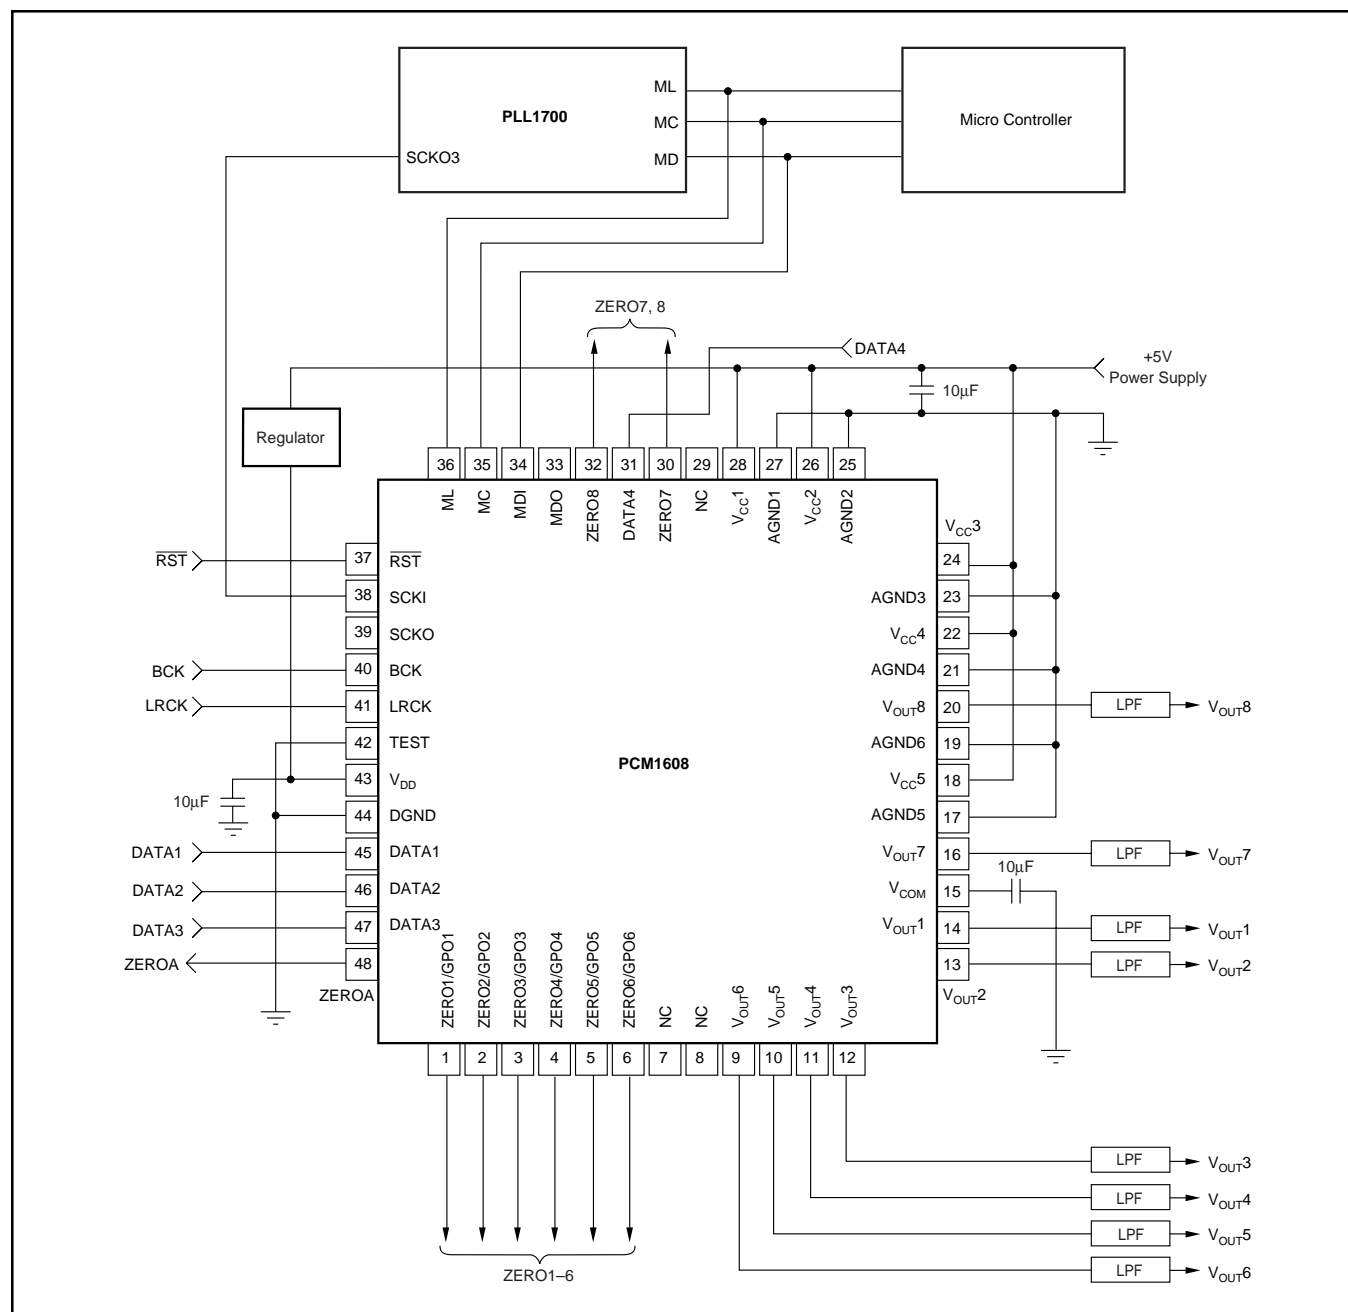 PLL1700
ML
MC
MD
SCKO3
Micro Controller
ZERO7, 8
DATA4
+5V
Power Supply
10µF
Regulator
36 35 34 33 32 31 30 29 28 27 26 25
ML MC MDI MDO ZERO8 DATA4 ZERO7 NC VCC1 AGND1 VCC2 AGND2
VCC3
RST 37 RST
24
38 SCKI
AGND3 23
39 SCKO
VCC4 22
BCK 40 BCK
AGND4 21
LRCK 41 LRCK
VOUT8 20 LPF VOUT8
42 TEST
AGND6 19
PCM1608
43 VDD
VCC5 18
10µF
44 DGND
AGND5 17
DATA1 45 DATA1
VOUT7 16 LPF VOUT7
10µF
DATA2 46 DATA2
VCOM 15
DATA3 47 DATA3
VOUT1 14 LPF VOUT1
ZEROA 48
13 LPF VOUT2
ZEROA
VOUT2
ZERO1/GPO1 ZERO2/GPO2 ZERO3/GPO3 ZERO4/GPO4 ZERO5/GPO5 ZERO6/GPO6 NC NC VOUT6 VOUT5 VOUT4 VOUT3
1 2 3 4 5 6 7 8 9 10 11 12
LPF VOUT3
LPF VOUT4
LPF VOUT5
LPF VOUT6
ZERO1–6